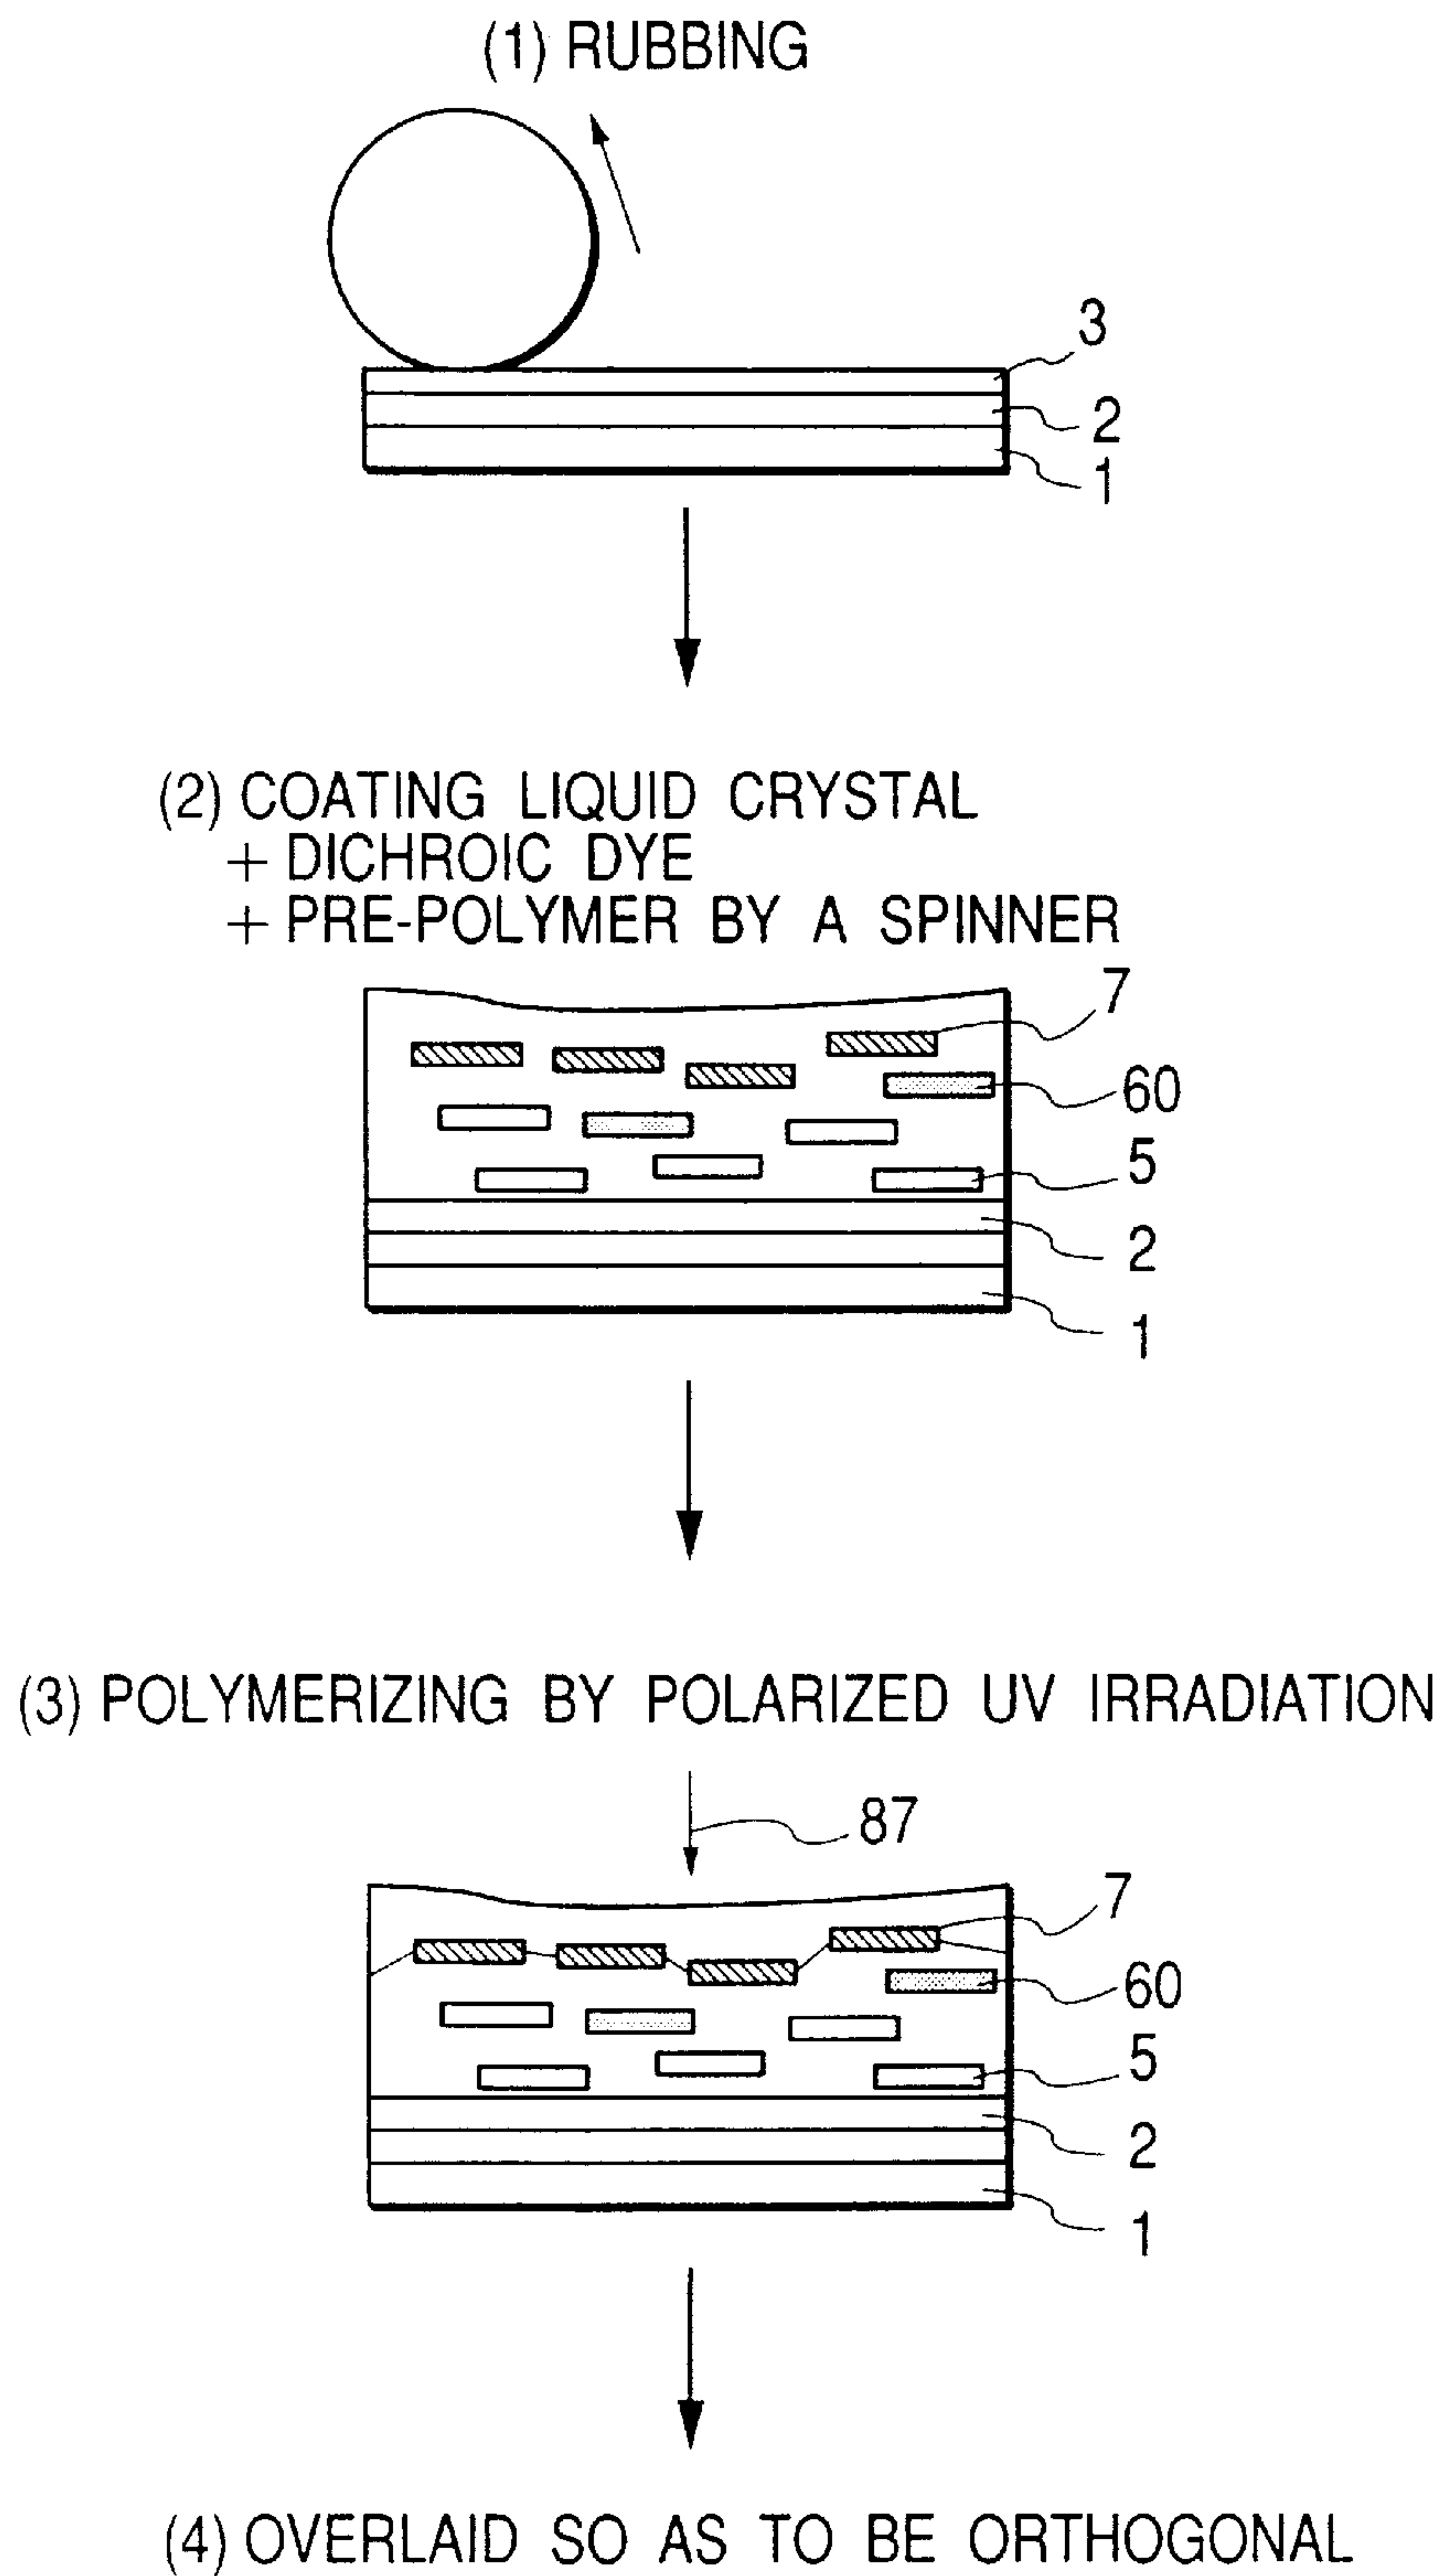 (1) RUBBING
3
2
1
(2) COATING LIQUID CRYSTAL
+ DICHROIC DYE
+ PRE-POLYMER BY A SPINNER
7
60
5
2
1
(3) POLYMERIZING BY POLARIZED UV IRRADIATION
87
7
60
5
2
1
(4) OVERLAID SO AS TO BE ORTHOGONAL